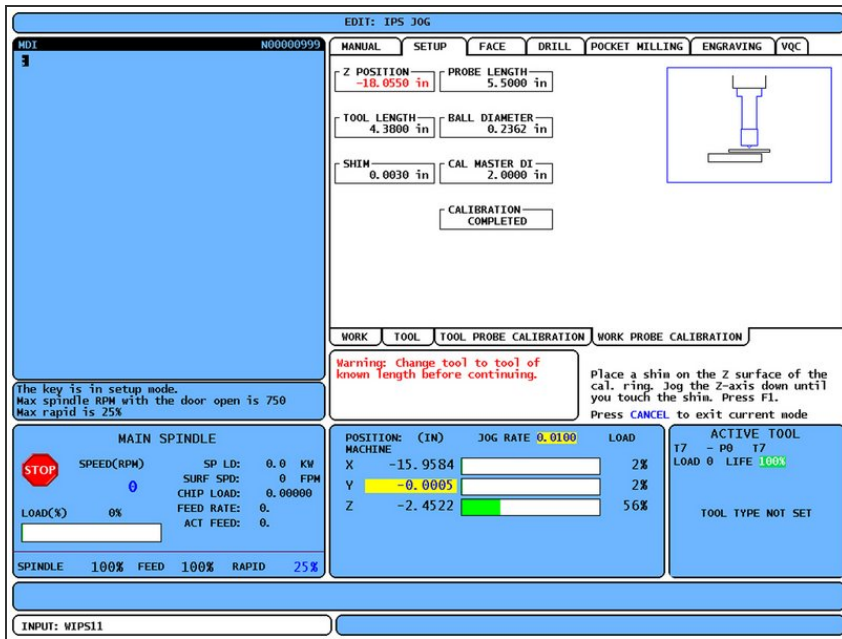 EDIT: IPS JOG
MDI N00000999
MANUAL SETUP FACE DRILL POCKET MILLING ENGRAVING VQC
Z POSITION PROBE LENGTH
-18.0550 in 5.5000 in
TOOL LENGTH BALL DIAMETER
4.3800 in 0.2362 in
SHIM CAL MASTER DI
0.0030 in 2.0000 in
CALIBRATION
COMPLETED
WORK TOOL TOOL PROBE CALIBRATION WORK PROBE CALIBRATION
Warning: Change tool to tool of
known length before continuing.
Place a shim on the Z surface of the
cal. ring. Jog the Z-axis down until
you touch the shim. Press F1.
Press CANCEL to exit current mode
The key is in setup mode.
Max spindle RPM with the door open is 750
Max rapid is 25%
MAIN SPINDLE
STOP
SPEED(RPM)
0
LOAD(%) 0%
SP LD: 0.0 KW
SURF SPD: 0 FPM
CHIP LOAD: 0.00000
FEED RATE: 0.
ACT FEED: 0.
SPINDLE 100% FEED 100% RAPID 25%
POSITION: (IN) JOG RATE 0.0100 LOAD
MACHINE
X -15.9584 2%
Y -0.0005 2%
Z -2.4522 56%
ACTIVE TOOL
T7 - P0 T7
LOAD 0 LIFE 100%
TOOL TYPE NOT SET
INPUT: WIPS11